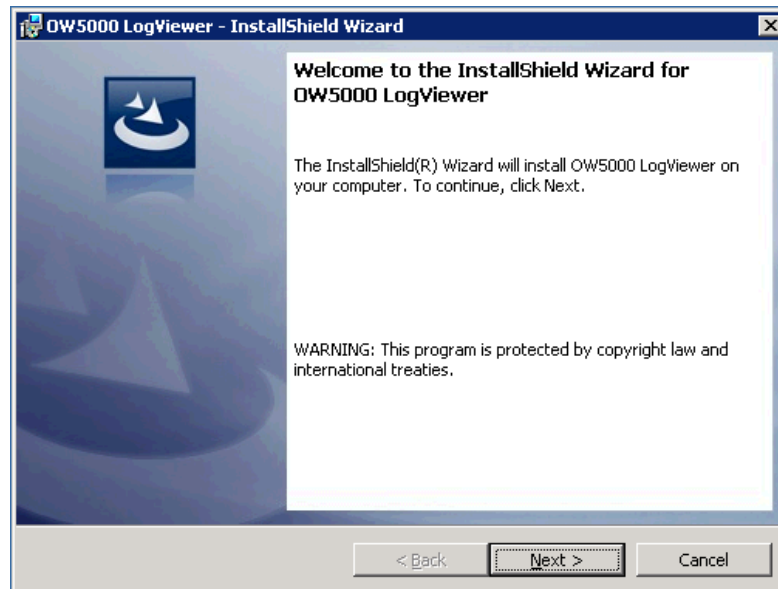 OW5000 LogViewer - InstallShield Wizard
Welcome to the InstallShield Wizard for
OW5000 LogViewer
The InstallShield(R) Wizard will install OW5000 LogViewer on
your computer. To continue, click Next.
WARNING: This program is protected by copyright law and
international treaties.
< Back
Next >
Cancel